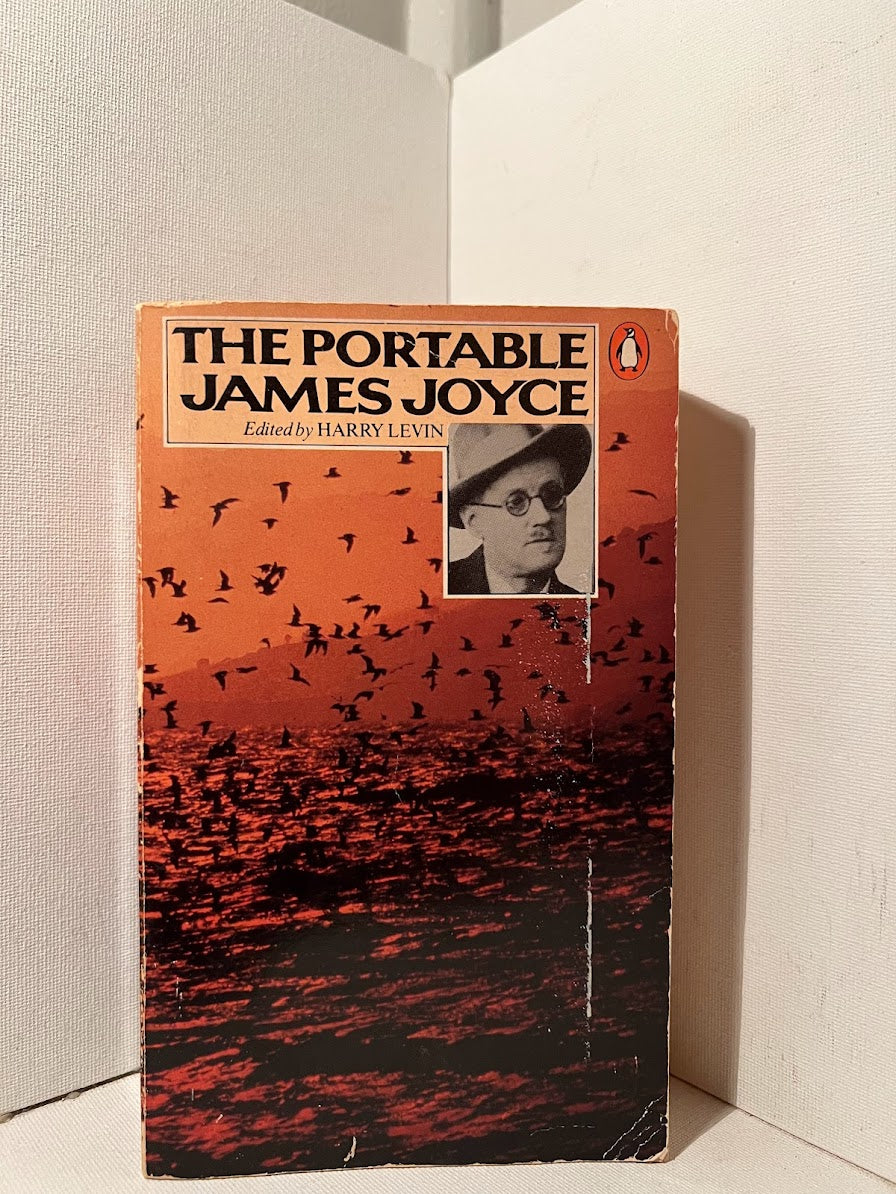 THE PORTABLE
JAMES JOYCE
Edited by HARRY LEVIN